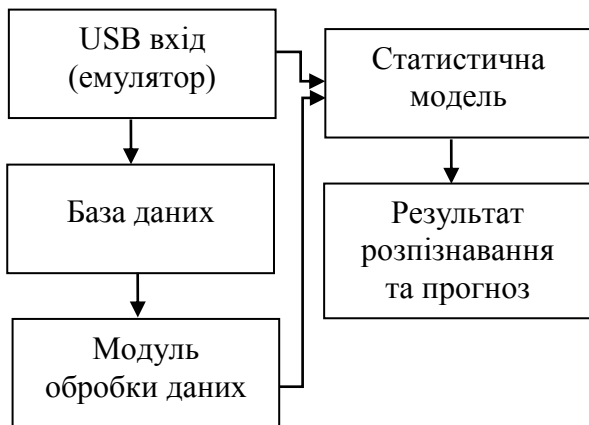 USB вхід
(емулятор)
База даних
Модуль
обробки даних
Статистична
модель
Результат
розпізнавання
та прогноз